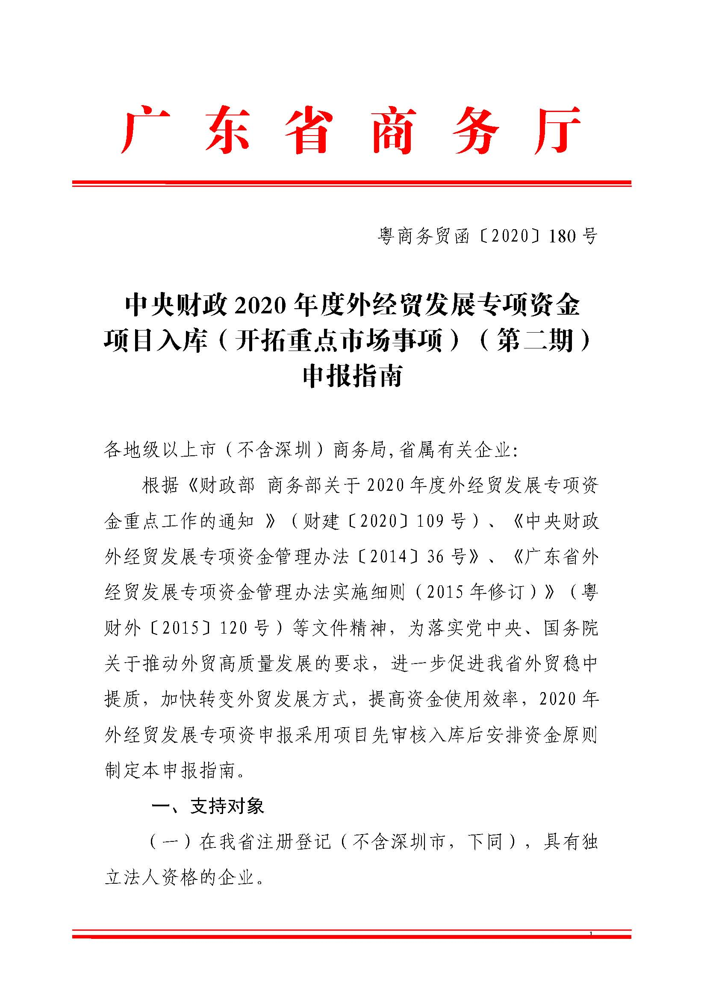 广东省商务厅
粤商务贸函〔2020〕180号
中央财政2020年度外经贸发展专项资金
项目入库（开拓重点市场事项）（第二期）
申报指南
各地级以上市（不含深圳）商务局,省属有关企业:
根据《财政部 商务部关于2020年度外经贸发展专项资
金重点工作的通知 》（财建〔2020〕109号）、《中央财政
外经贸发展专项资金管理办法〔2014〕36号》、《广东省外
经贸发展专项资金管理办法实施细则（2015年修订）》（粤
财外〔2015〕120号）等文件精神，为落实党中央、国务院
关于推动外贸高质量发展的要求，进一步促进我省外贸稳中
提质，加快转变外贸发展方式，提高资金使用效率，2020年
外经贸发展专项资申报采用项目先审核入库后安排资金原则
制定本申报指南。
一、支持对象
（一）在我省注册登记（不含深圳市，下同），具有独
立法人资格的企业。
1